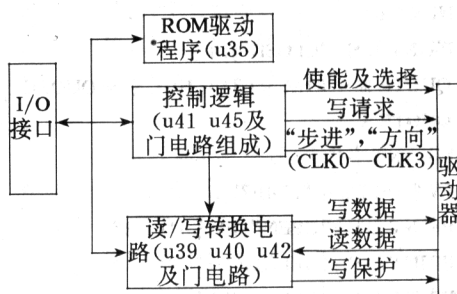 ROM驱动
程序(u35)
I/O
接口
控制逻辑
(u41 u45及
门电路组成)
使能及选择
写请求
“步进”,“方向”
(CLK0—CLK3)
驱动器
读/写转换电
路(u39 u40 u42
及门电路)
写数据
读数据
写保护